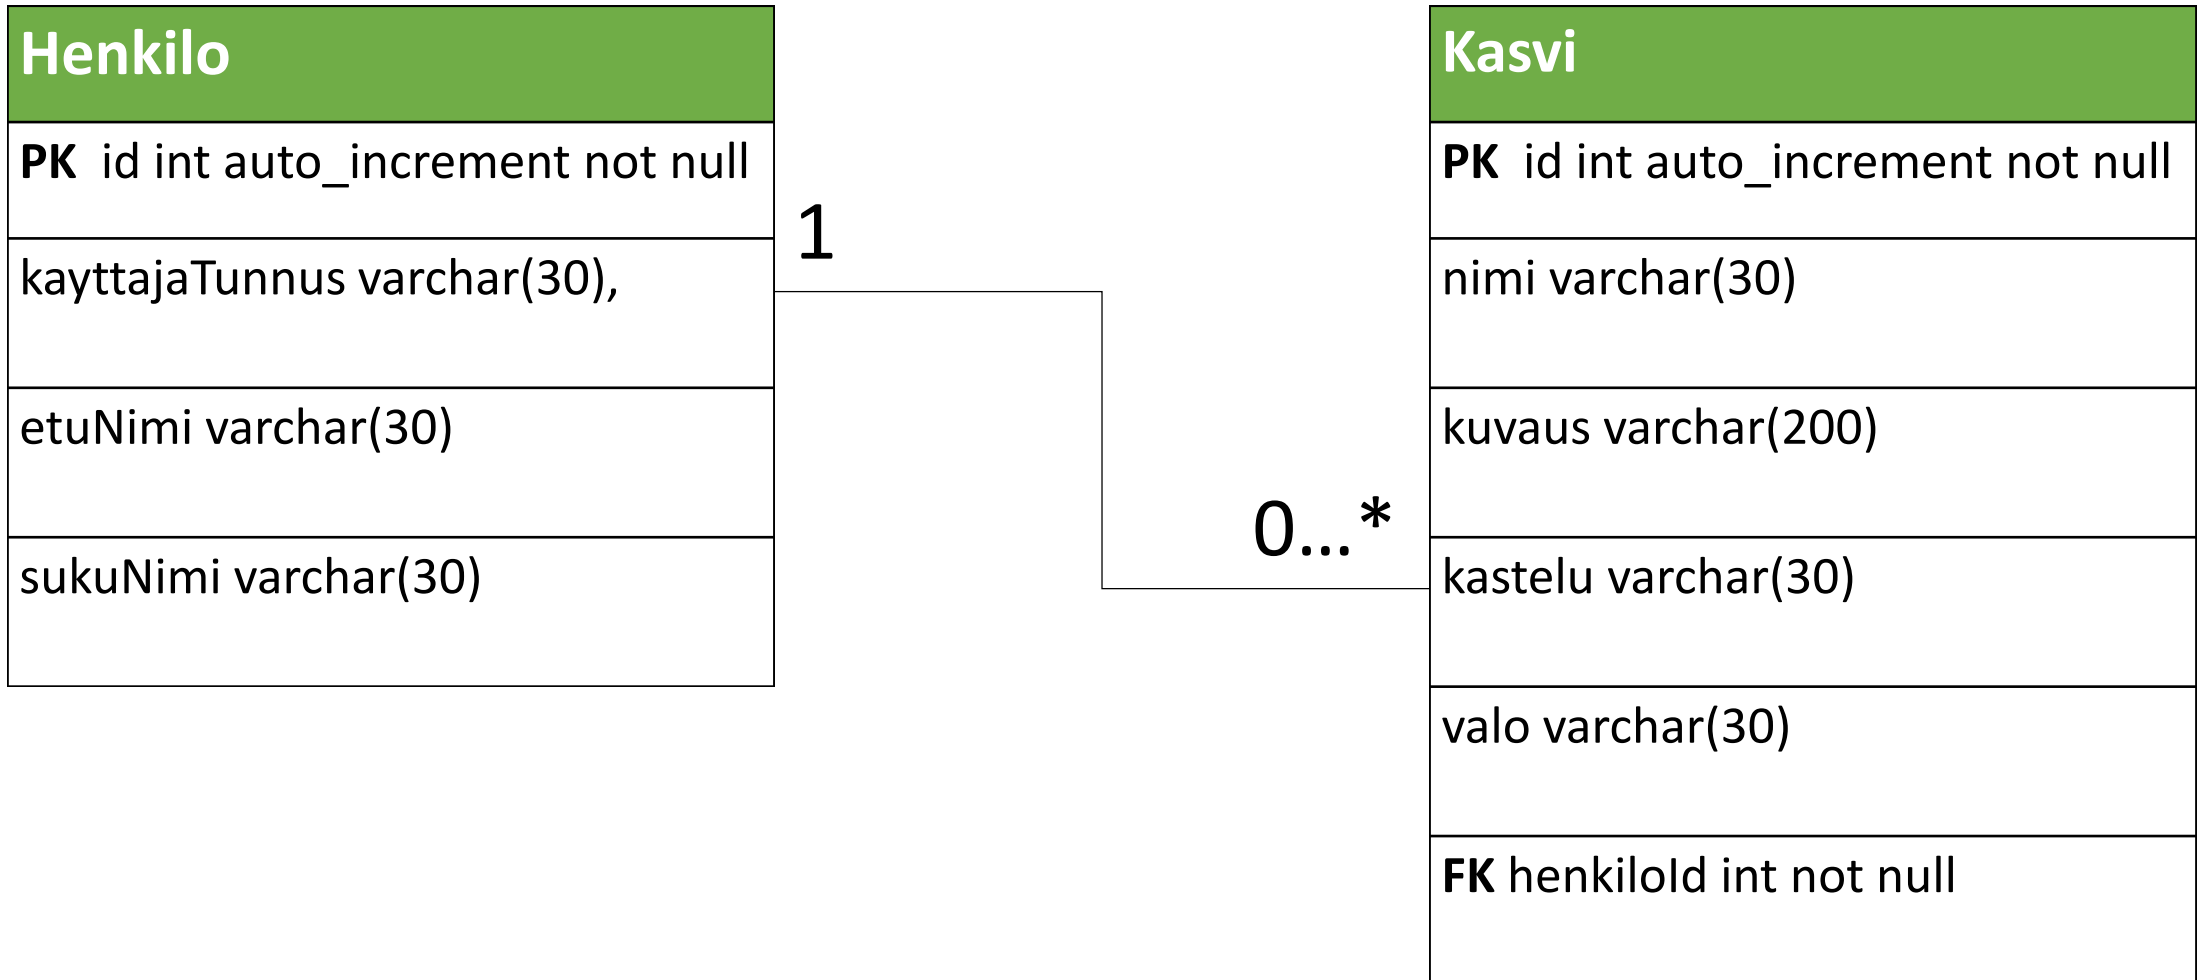 Henkilo
PK id int auto_increment not null
kayttajaTunnus varchar(30),
etuNimi varchar(30)
sukuNimi varchar(30)
1
0...*
Kasvi
PK id int auto_increment not null
nimi varchar(30)
kuvaus varchar(200)
kastelu varchar(30)
valo varchar(30)
FK henkiloId int not null